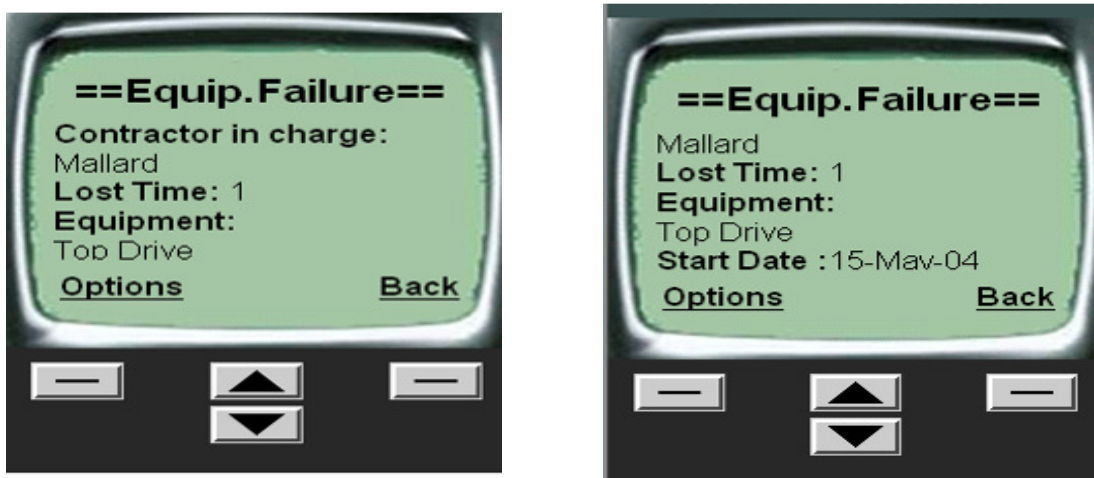 ==Equip.Failure==
Contractor in charge:
Mallard
Lost Time: 1
Equipment:
Top Drive
Options Back
==Equip.Failure==
Mallard
Lost Time: 1
Equipment:
Top Drive
Start Date :15-May-04
Options Back